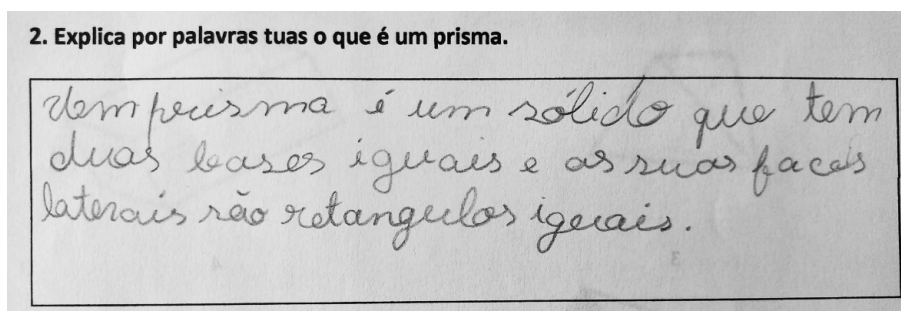 2. Explica por palavras tuas o que é um prisma.
Um prisma é um sólido que tem
duas bases iguais e as suas faces
laterais são retangulos iguais.